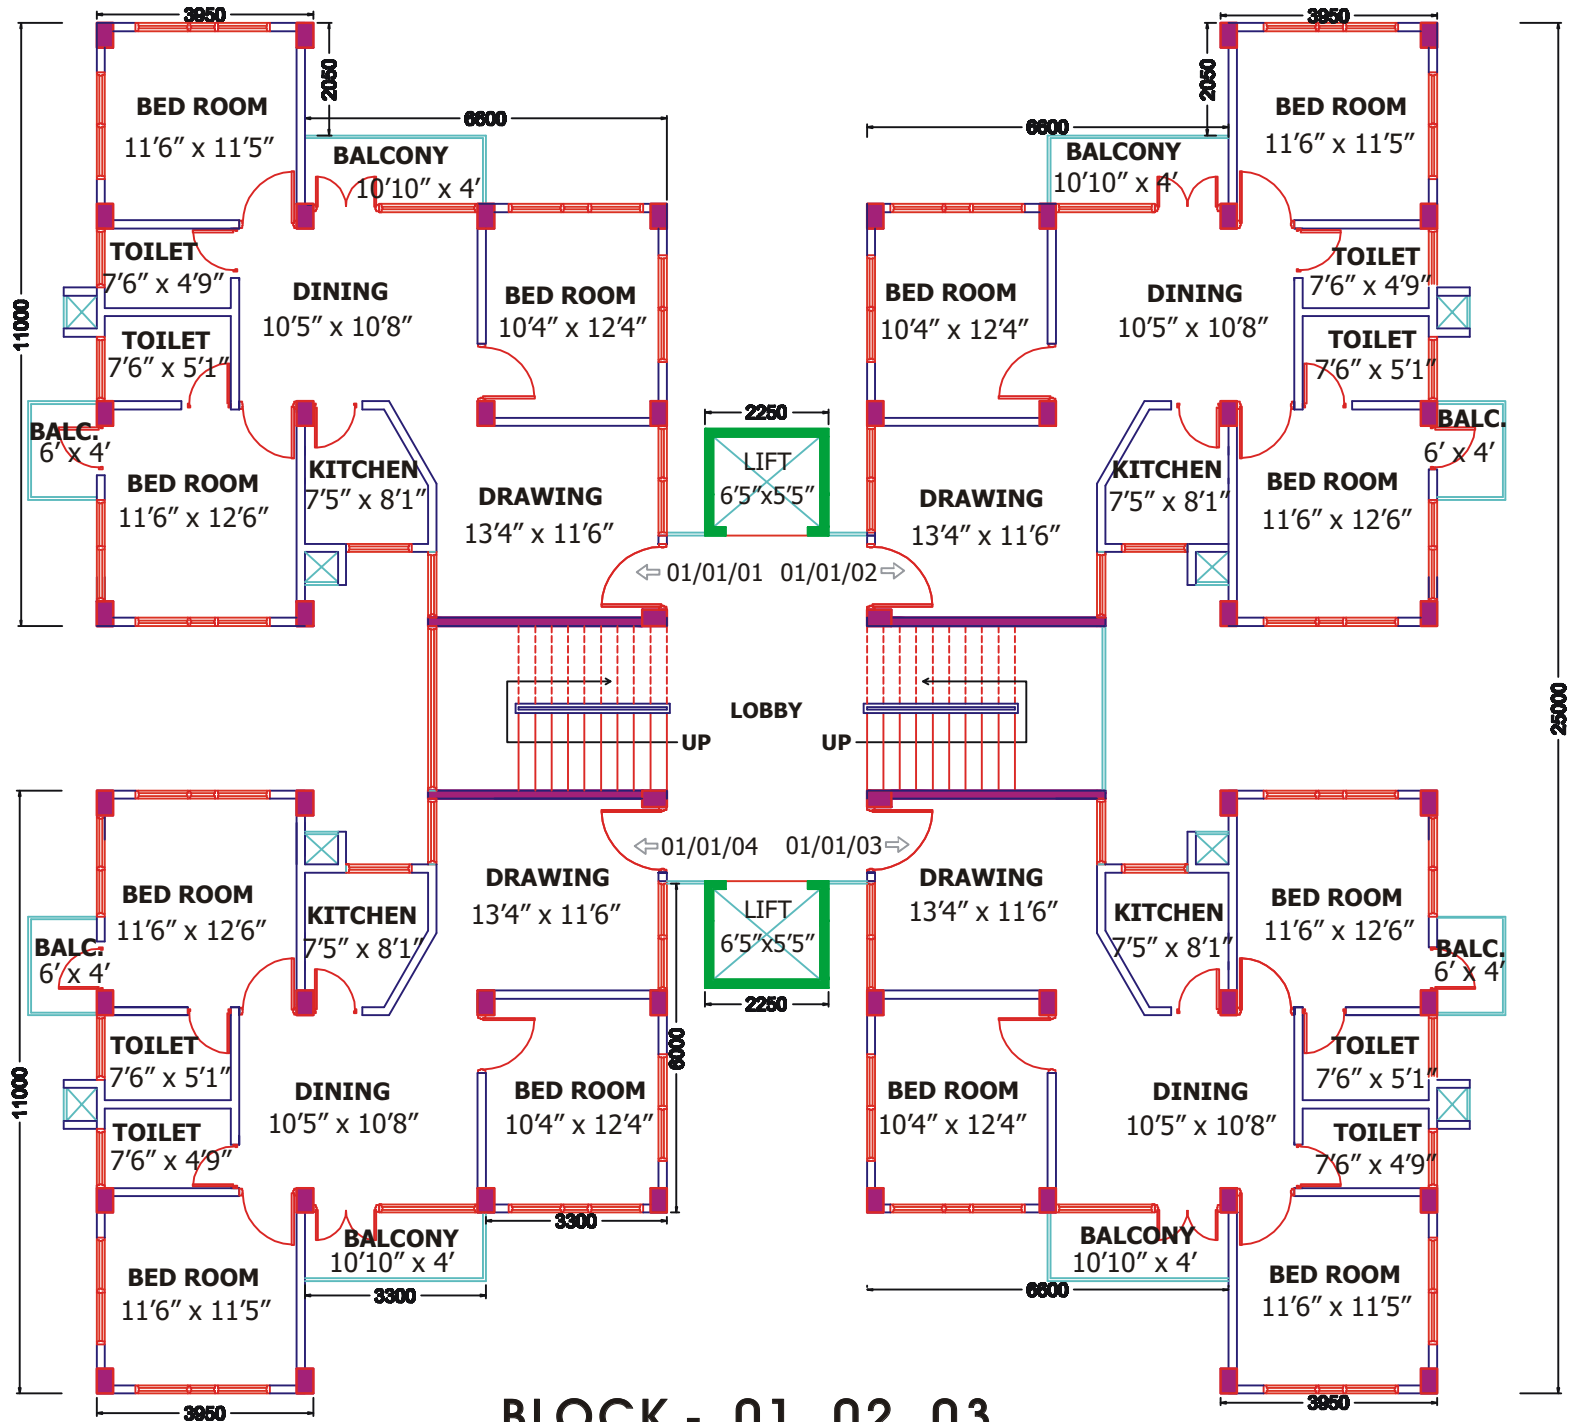 3950
3950
2050
2050
6600
6600
BED ROOM
11'6" x 11'5"
BALCONY
10'10" x 4'
BALCONY
10'10" x 4'
BED ROOM
11'6" x 11'5"
TOILET
7'6" x 4'9"
DINING
10'5" x 10'8"
BED ROOM
10'4" x 12'4"
BED ROOM
10'4" x 12'4"
DINING
10'5" x 10'8"
TOILET
7'6" x 4'9"
11000
TOILET
7'6" x 5'1"
TOILET
7'6" x 5'1"
2250
BALC.
6' x 4'
BED ROOM
11'6" x 12'6"
KITCHEN
7'5" x 8'1"
DRAWING
13'4" x 11'6"
LIFT
6'5"x5'5"
DRAWING
13'4" x 11'6"
KITCHEN
7'5" x 8'1"
BED ROOM
11'6" x 12'6"
BALC.
6' x 4'
01/01/01
01/01/02
LOBBY
UP
UP
25000
01/01/04
01/01/03
BED ROOM
11'6" x 12'6"
BALC.
6' x 4'
KITCHEN
7'5" x 8'1"
DRAWING
13'4" x 11'6"
LIFT
6'5"x5'5"
2250
DRAWING
13'4" x 11'6"
KITCHEN
7'5" x 8'1"
BED ROOM
11'6" x 12'6"
BALC.
6' x 4'
11000
6000
TOILET
7'6" x 5'1"
TOILET
7'6" x 4'9"
DINING
10'5" x 10'8"
BED ROOM
10'4" x 12'4"
BED ROOM
10'4" x 12'4"
DINING
10'5" x 10'8"
TOILET
7'6" x 5'1"
TOILET
7'6" x 4'9"
3300
BALCONY
10'10" x 4'
BALCONY
10'10" x 4'
BED ROOM
11'6" x 11'5"
3300
6600
BED ROOM
11'6" x 11'5"
3950
3950
BLOCK - 01, 02, 03